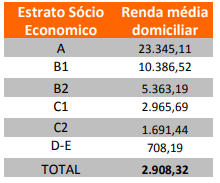 Estrato Sócio Economico Renda média domiciliar
A 23.345,11
B1 10.386,52
B2 5.363,19
C1 2.965,69
C2 1.691,44
D-E 708,19
TOTAL 2.908,32